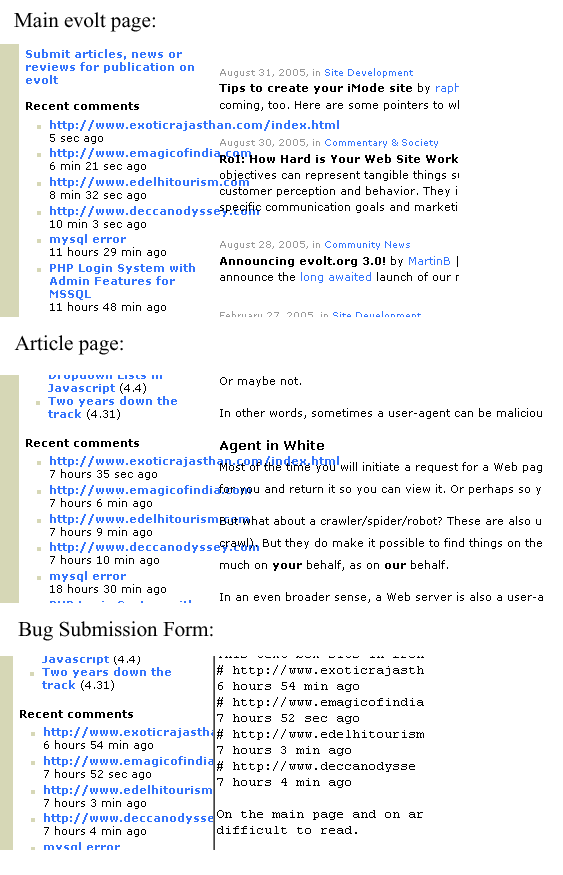 Main evolt page:
Submit articles, news or
reviews for publication on
evolt
Recent comments
http://www.exoticrajasthan.com/index.html
5 sec ago
http://www.emagicofindia.com
6 min 21 sec ago
http://www.edelhitourism.com
8 min 32 sec ago
http://www.deccanodyssey.com
10 min 3 sec ago
mysql error
11 hours 29 min ago
PHP Login System with
Admin Features for
MSSQL
11 hours 48 min ago
August 31, 2005, in Site Development
Tips to create your iMode site by raph
coming, too. Here are some pointers to wl
August 30, 2005, in Commentary & Society
RoI: How Hard is Your Web Site Work
objectives can represent tangible things su
customer perception and behavior. They i
specific communication goals and marketi
August 28, 2005, in Community News
Announcing evolt.org 3.0! by MartinB |
announce the long awaited launch of our r
February 27, 2005, in Site Development
Article page:
Dropdown Lists in
Javascript (4.4)
Two years down the
track (4.31)
Recent comments
http://www.exoticrajasthan.com/index.html
7 hours 35 sec ago
http://www.emagicofindia.com
7 hours 6 min ago
http://www.edelhitourism.com
7 hours 9 min ago
http://www.deccanodyssey.com
7 hours 10 min ago
mysql error
18 hours 30 min ago
PHP Login System with
Or maybe not.
In other words, sometimes a user-agent can be maliciou
Agent in White
Most of the time you will initiate a request for a Web pag
for you and return it so you can view it. Or perhaps so y
But what about a crawler/spider/robot? These are also u
crawl). But they do make it possible to find things on the
much on your behalf, as on our behalf.
In an even broader sense, a Web server is also a user-a
Bug Submission Form:
Javascript (4.4)
Two years down the
track (4.31)
Recent comments
http://www.exoticrajastha
6 hours 54 min ago
http://www.emagicofindia
7 hours 52 sec ago
http://www.edelhitourism
7 hours 3 min ago
http://www.deccanodysse
7 hours 4 min ago
mysql error
This text box sits in fron
# http://www.exoticrajasth
6 hours 54 min ago
# http://www.emagicofindia
7 hours 52 sec ago
# http://www.edelhitourism
7 hours 3 min ago
# http://www.deccanodysse
7 hours 4 min ago
On the main page and on ar
difficult to read.